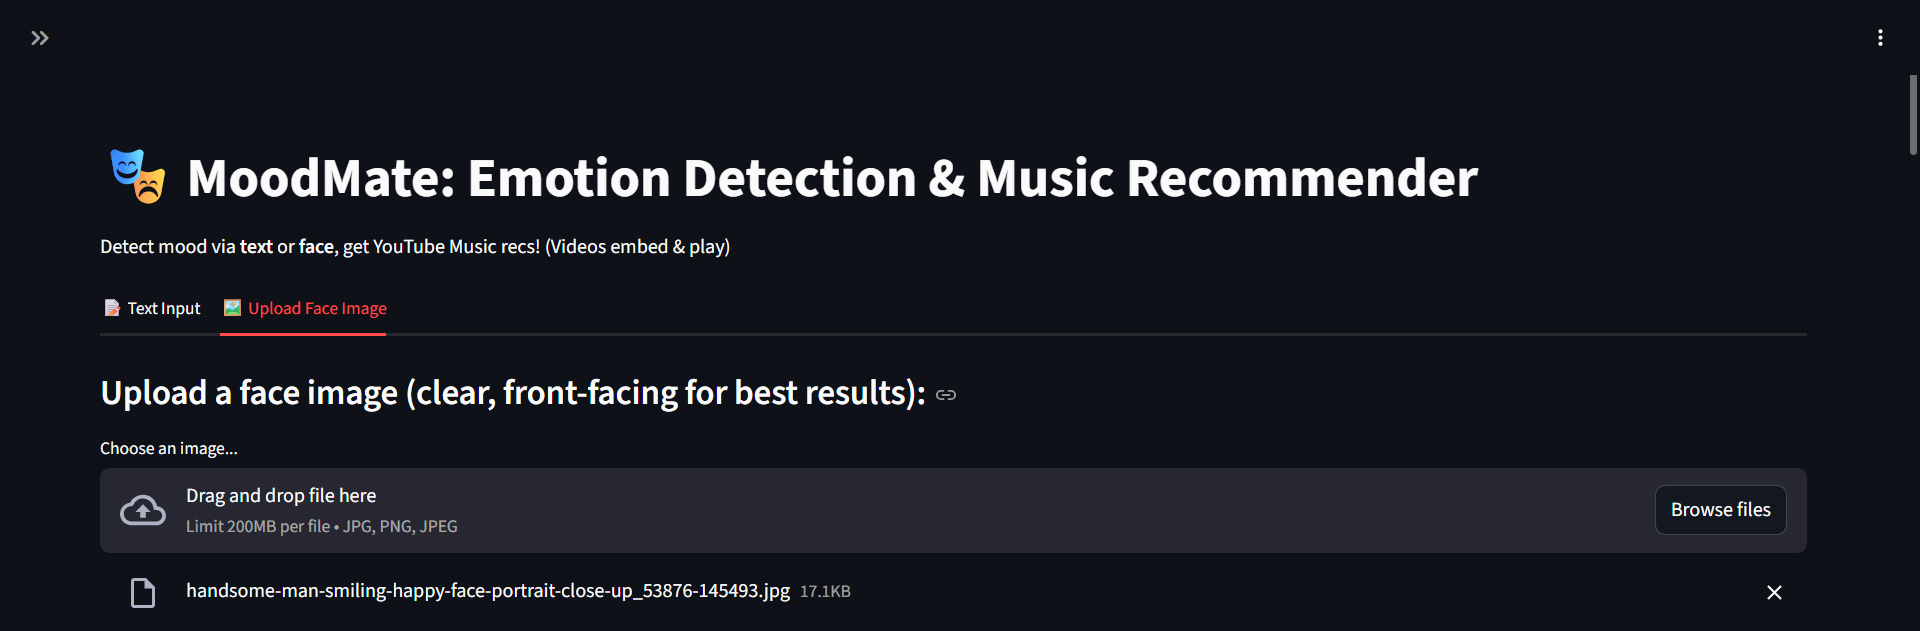 MoodMate: Emotion Detection & Music Recommender
Detect mood via text or face, get YouTube Music recs! (Videos embed & play)
Text Input
Upload Face Image
Upload a face image (clear, front-facing for best results):
Choose an image...
Drag and drop file here
Limit 200MB per file • JPG, PNG, JPEG
Browse files
handsome-man-smiling-happy-face-portrait-close-up_53876-145493.jpg 17.1KB